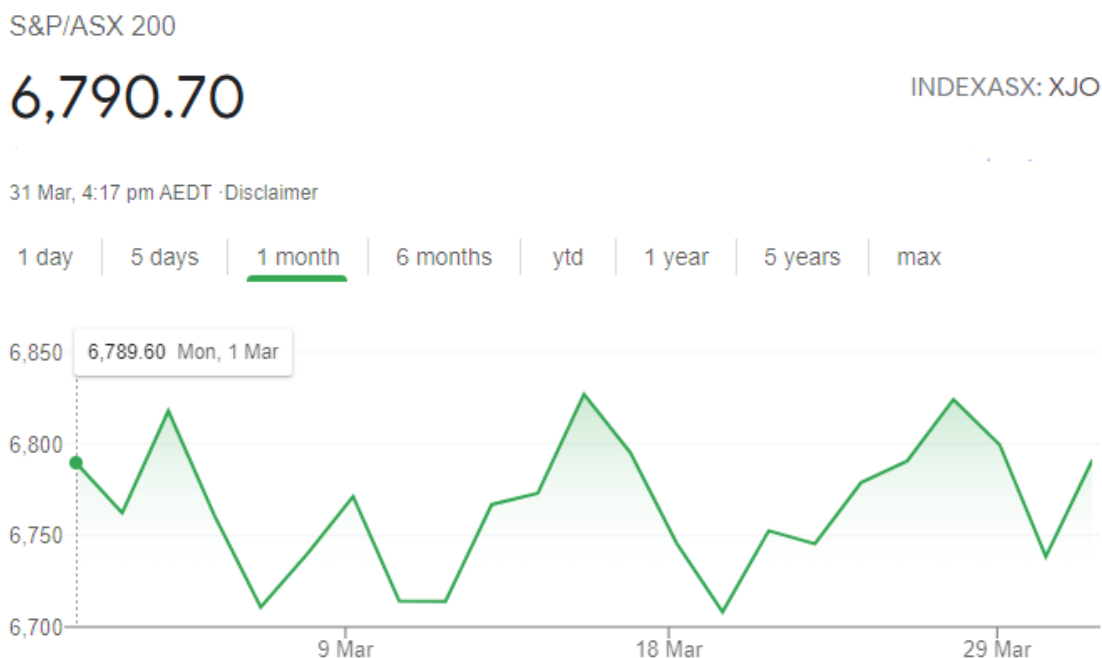 S&P/ASX 200
6,790.70
INDEXASX: XJO
31 Mar, 4:17 pm AEDT ·Disclaimer
1 day 5 days 1 month 6 months ytd 1 year 5 years max
6,850
6,789.60 Mon, 1 Mar
6,800
6,750
6,700
9 Mar 18 Mar 29 Mar